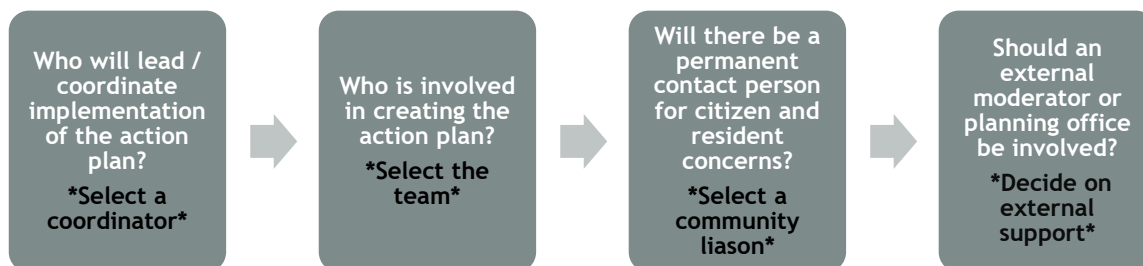 Who will lead /
coordinate
implementation
of the action
plan?
*Select a
coordinator*
Who is involved
in creating the
action plan?
*Select the
team*
Will there be a
permanent
contact person
for citizen and
resident
concerns?
*Select a
community
liason*
Should an
external
moderator or
planning office
be involved?
*Decide on
external
support*